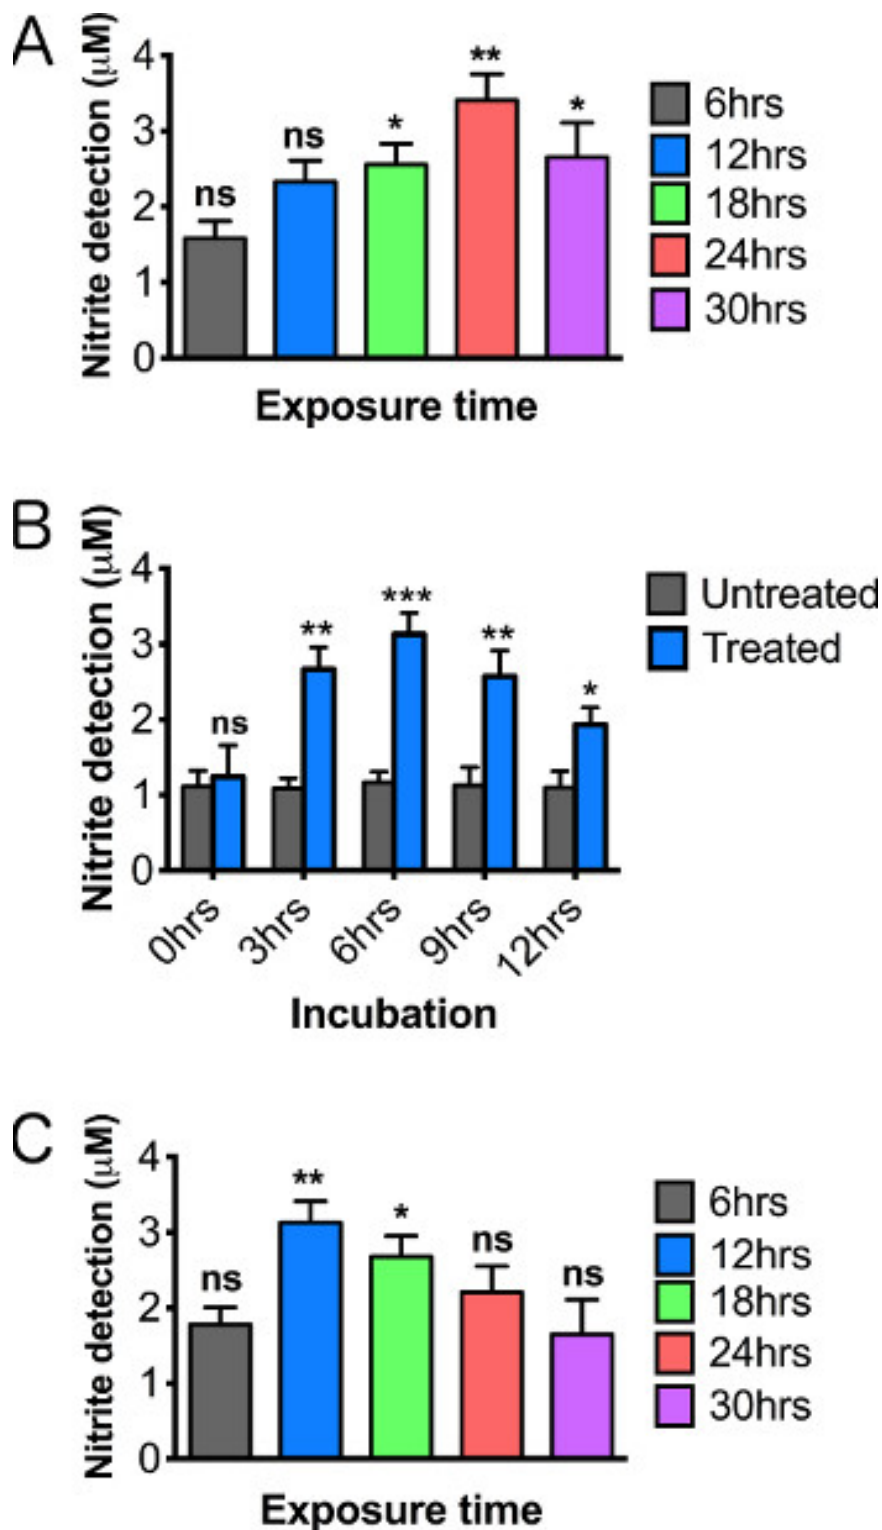 A
Nitrite detection (μM)
4
3
2
1
0
ns
ns
*
**
*
Exposure time
6hrs
12hrs
18hrs
24hrs
30hrs
B
Nitrite detection (μM)
4
3
2
1
0
ns
**
***
**
*
0hrs
3hrs
6hrs
9hrs
12hrs
Incubation
Untreated
Treated
C
Nitrite detection (μM)
4
3
2
1
0
ns
**
*
ns
ns
Exposure time
6hrs
12hrs
18hrs
24hrs
30hrs